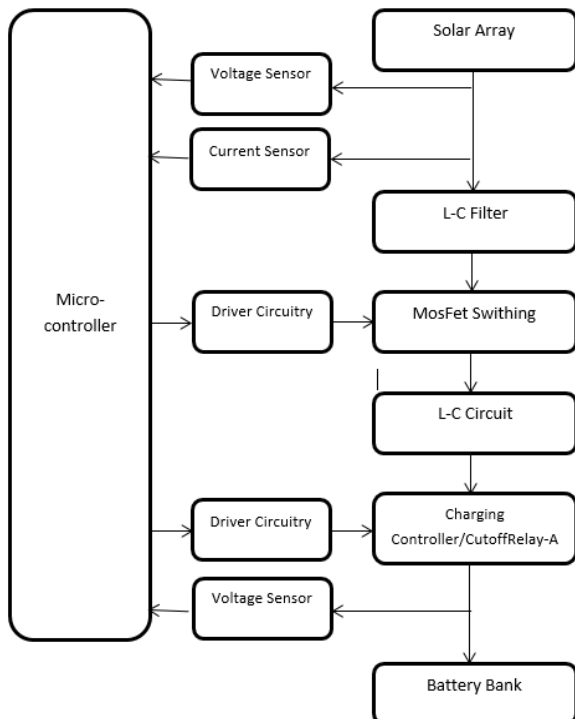 Solar Array
Voltage Sensor
Current Sensor
L-C Filter
Micro-
controller
Driver Circuitry
MosFet Swithing
L-C Circuit
Driver Circuitry
Charging
Controller/CutoffRelay-A
Voltage Sensor
Battery Bank